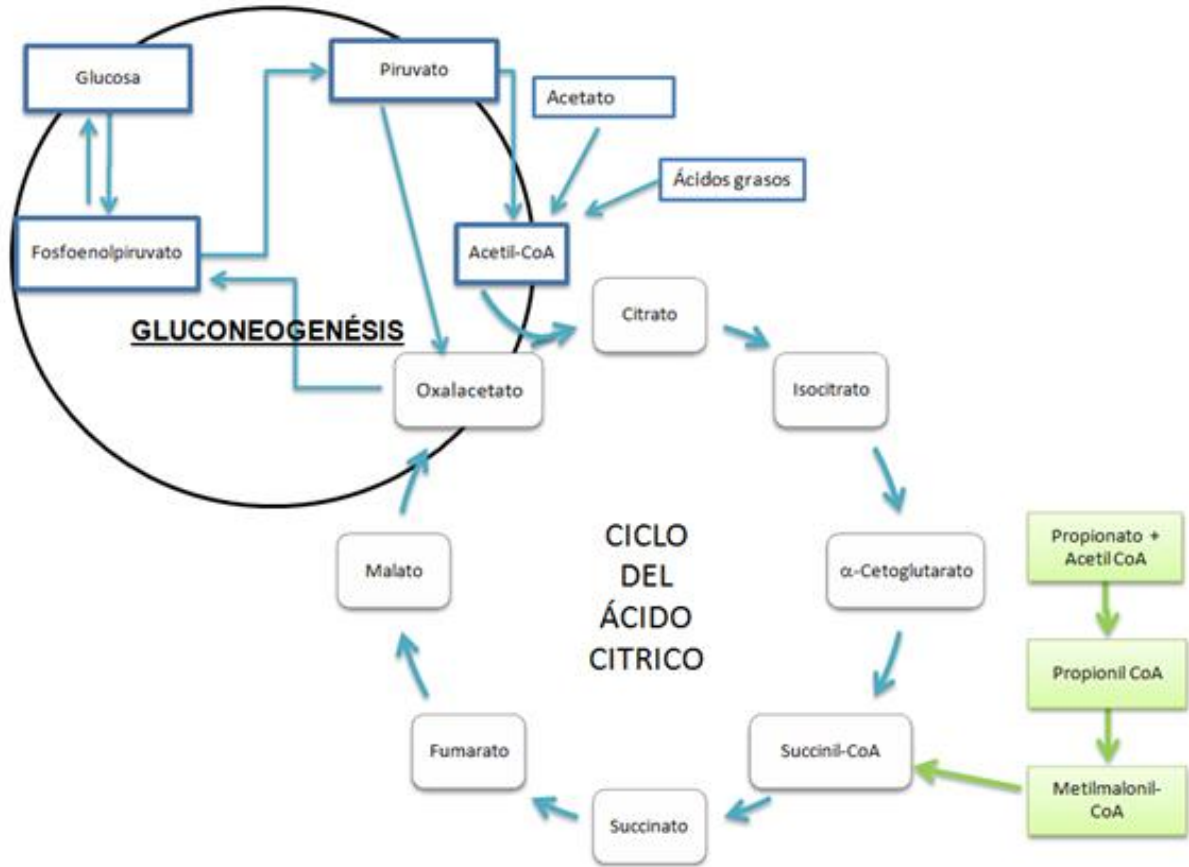 Glucosa
Piruvato
Acetato
Ácidos grasos
Fosfoenolpiruvato
Acetil-CoA
GLUCONEOGENÉSIS
Citrato
Oxalacetato
Isocitrato
CICLO
DEL
ÁCIDO
CITRICO
Malato
α-Cetoglutarato
Propionato +
Acetil CoA
Propionil CoA
Fumarato
Succinil-CoA
Metilmalonil-
CoA
Succinato